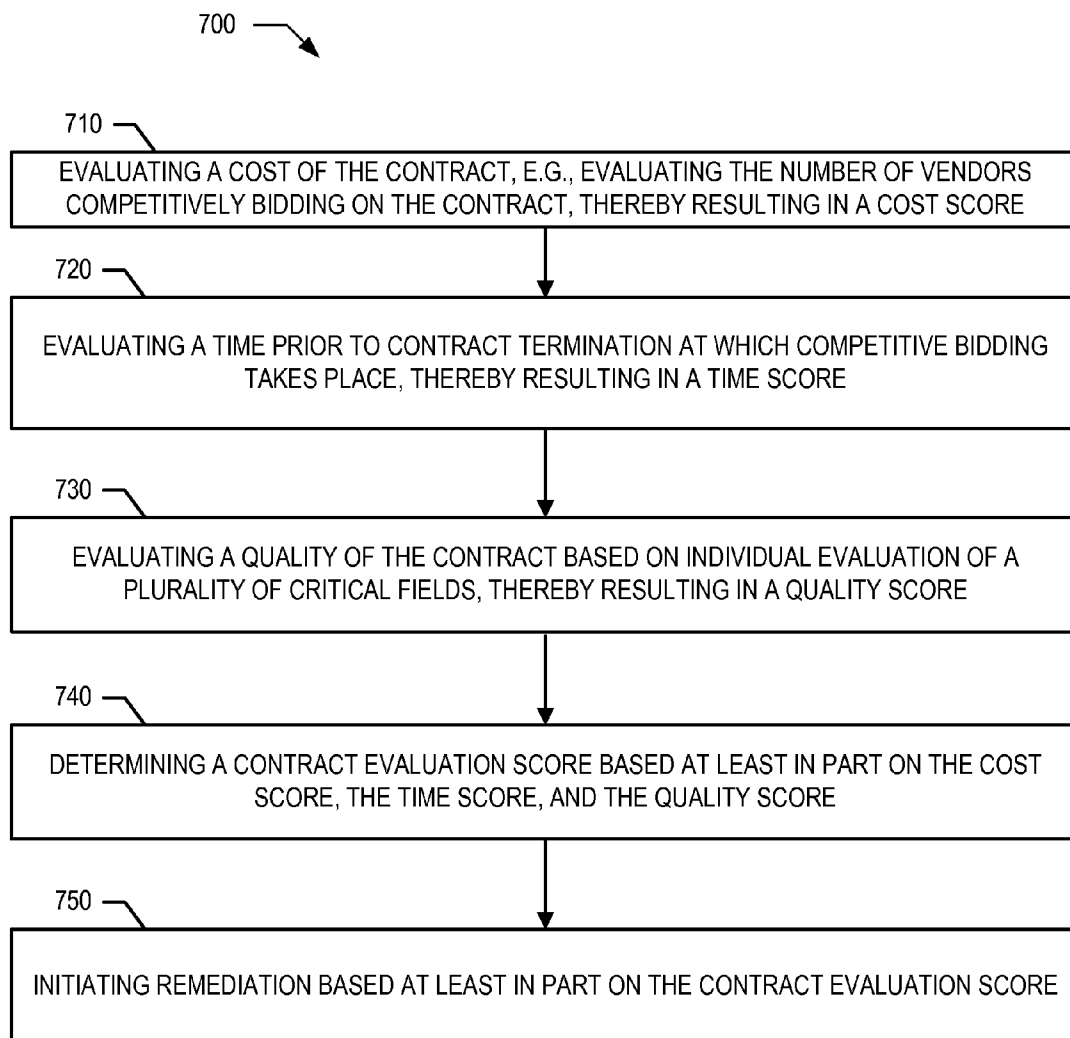 700
710
EVALUATING A COST OF THE CONTRACT, E.G., EVALUATING THE NUMBER OF VENDORS
COMPETITIVELY BIDDING ON THE CONTRACT, THEREBY RESULTING IN A COST SCORE
720
EVALUATING A TIME PRIOR TO CONTRACT TERMINATION AT WHICH COMPETITIVE BIDDING
TAKES PLACE, THEREBY RESULTING IN A TIME SCORE
730
EVALUATING A QUALITY OF THE CONTRACT BASED ON INDIVIDUAL EVALUATION OF A
PLURALITY OF CRITICAL FIELDS, THEREBY RESULTING IN A QUALITY SCORE
740
DETERMINING A CONTRACT EVALUATION SCORE BASED AT LEAST IN PART ON THE COST
SCORE, THE TIME SCORE, AND THE QUALITY SCORE
750
INITIATING REMEDIATION BASED AT LEAST IN PART ON THE CONTRACT EVALUATION SCORE